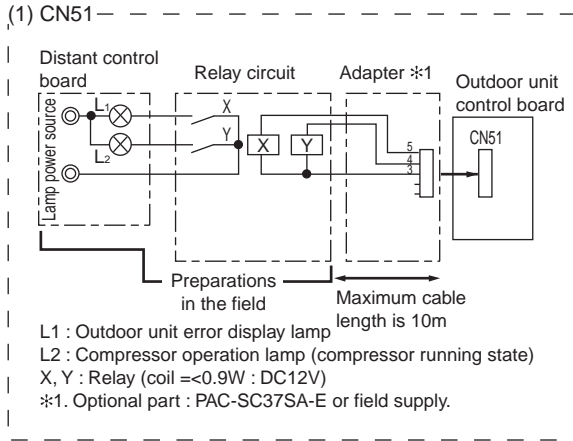 (1) CN51
Distant control
board
Relay circuit
Adapter ✻1
Outdoor unit
control board
Lamp power source
L1
L2
X
Y
X
Y
5
4
3
CN51
Preparations
in the field
Maximum cable
length is 10m
L1 : Outdoor unit error display lamp
L2 : Compressor operation lamp (compressor running state)
X, Y : Relay (coil =<0.9W : DC12V)
✻1. Optional part : PAC-SC37SA-E or field supply.